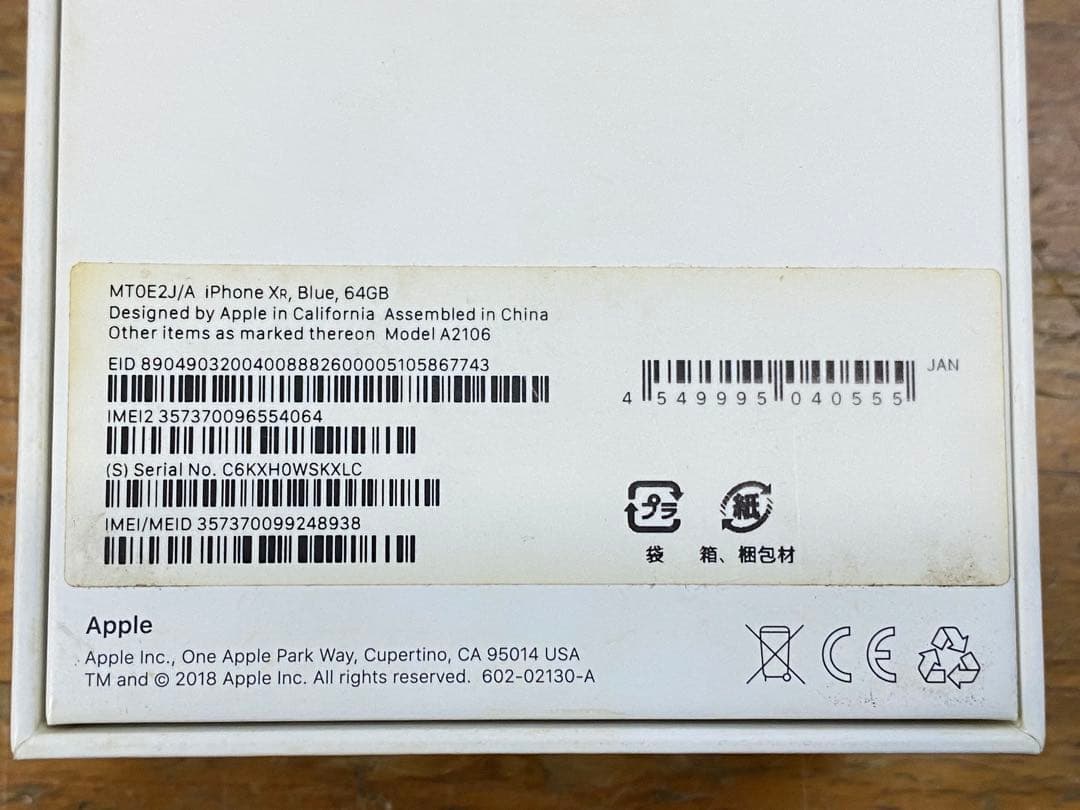 MT0E2J/A iPhone XR, Blue, 64GB
Designed by Apple in California Assembled in China
Other items as marked thereon Model A2106
EID 89049032004008882600005105867743
IMEI2 357370096554064
(S) Serial No. C6KXH0WSKXLC
IMEI/MEID 357370099248938
JAN
4 549995 040555
プラ
紙
袋
箱、梱包材
Apple
Apple Inc., One Apple Park Way, Cupertino, CA 95014 USA
TM and © 2018 Apple Inc. All rights reserved. 602-02130-A
CE